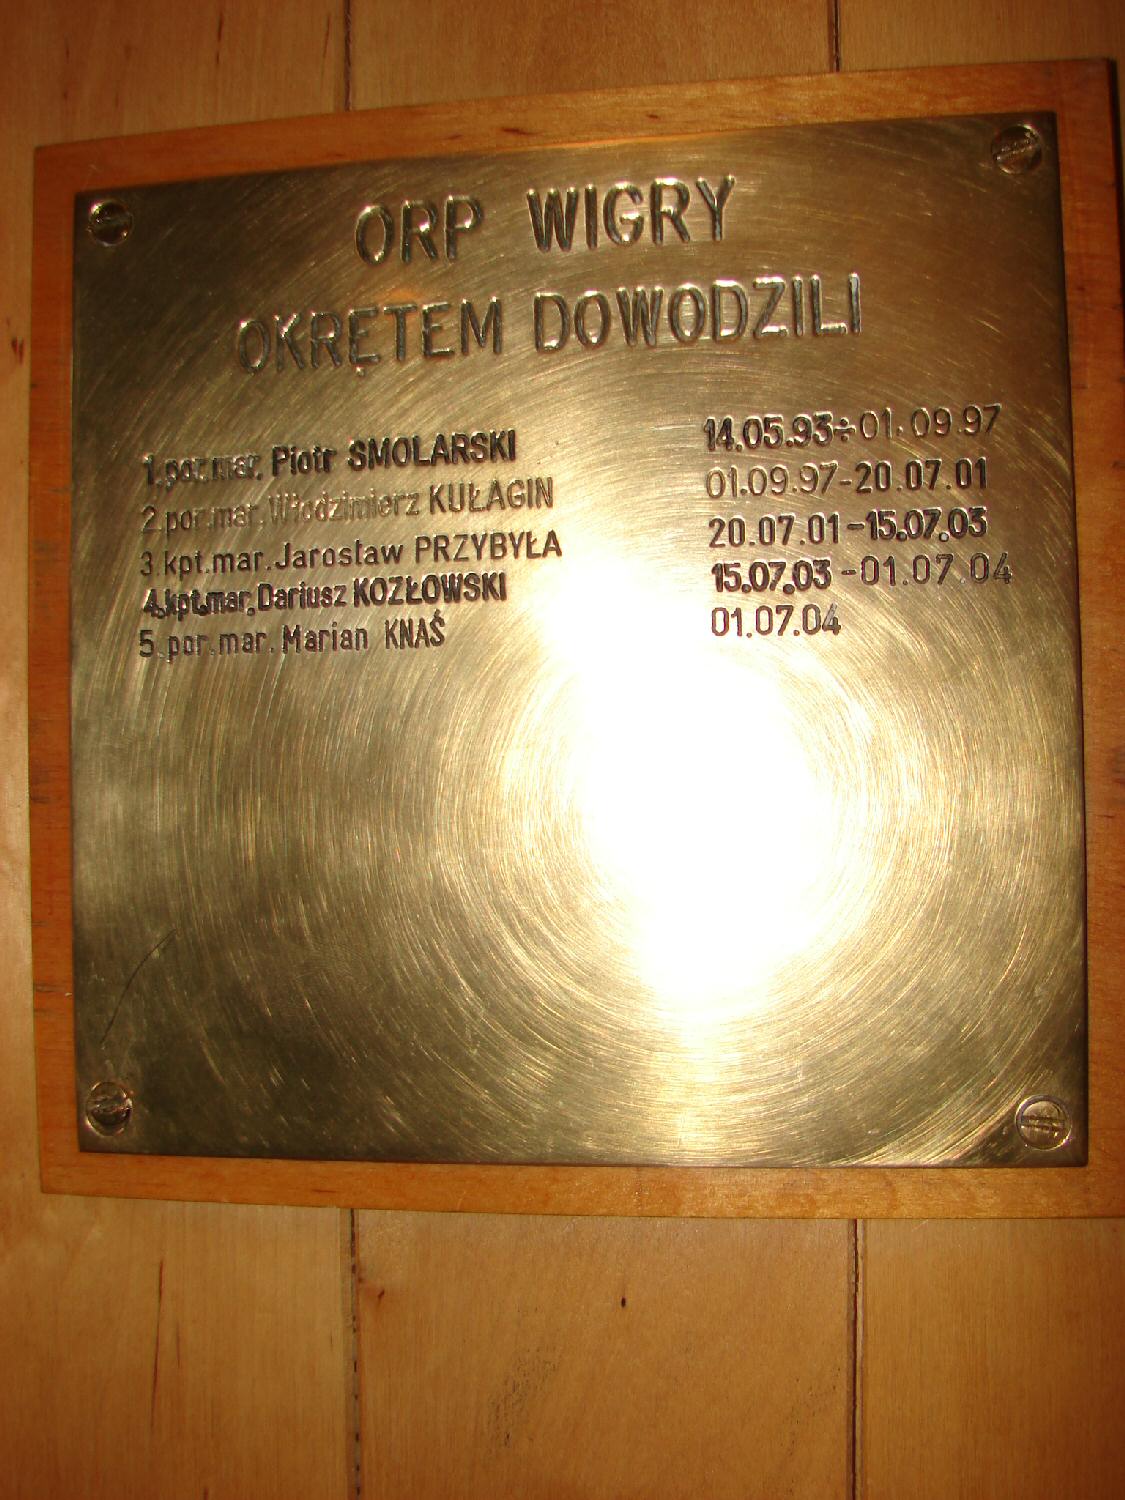 ORP WIGRY
OKRĘTEM DOWODZILI
1.por.mar. Piotr SMOLARSKI 14.05.93÷01.09.97
2.por.mar.Włodzimierz KUŁAGIN 01.09.97-20.07.01
3.kpt.mar.Jarosław PRZYBYŁA 20.07.01-15.07.03
4.kpt.mar.Dariusz KOZŁOWSKI 15.07.03-01.07.04
5.por.mar. Marian KNAŚ 01.07.04